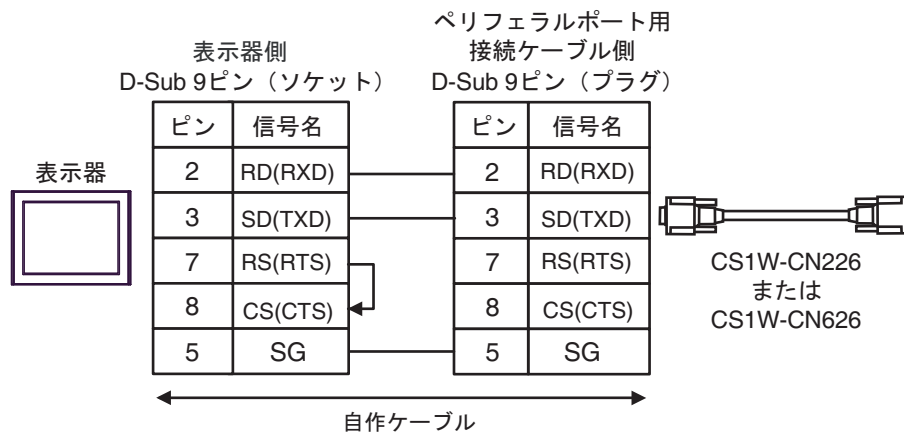 ペリフェラルポート用
接続ケーブル側
D-Sub 9ピン（プラグ）
表示器側
D-Sub 9ピン（ソケット）
表示器
ピン 信号名
2 RD(RXD)
3 SD(TXD)
7 RS(RTS)
8 CS(CTS)
5 SG
ピン 信号名
2 RD(RXD)
3 SD(TXD)
7 RS(RTS)
8 CS(CTS)
5 SG
CS1W-CN226
または
CS1W-CN626
自作ケーブル